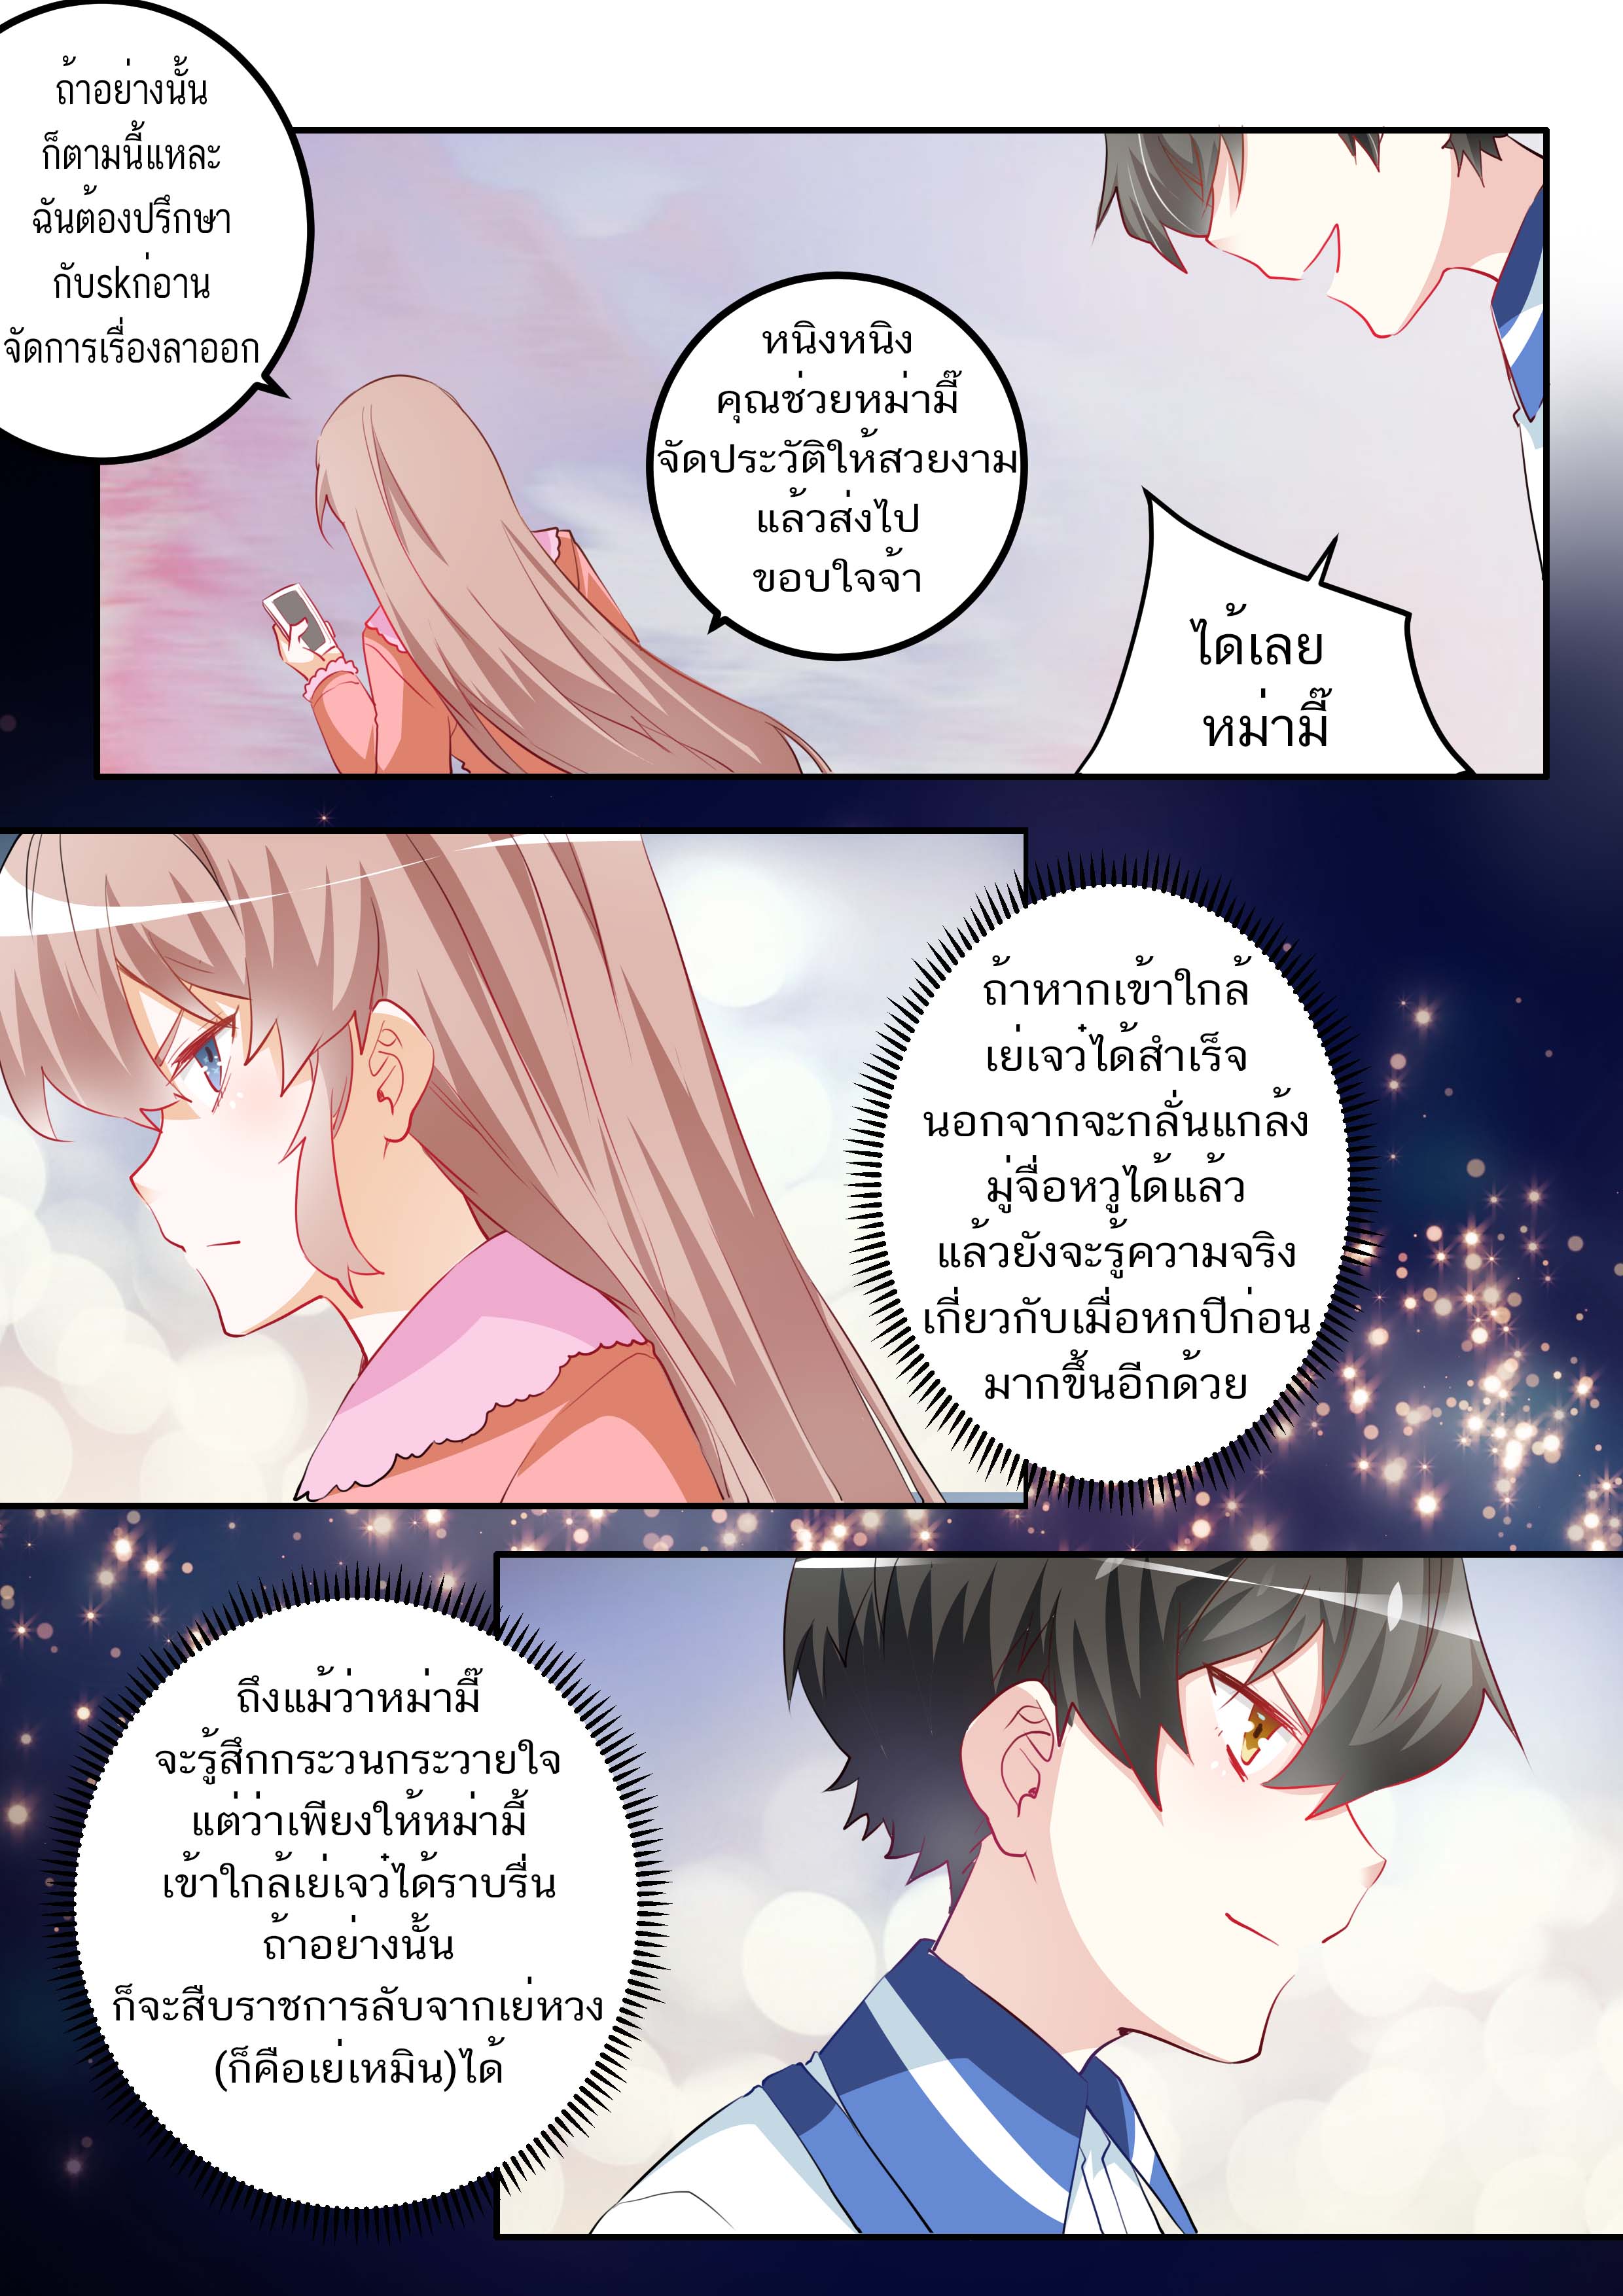 ถ้าอย่างนั้น
ก็ตามนี้แหละ
ฉันต้องปรึกษา
กับskก่อาน
จัดการเรื่องลาออก
หนิงหนิง
คุณช่วยหม่ามี๊
จัดประวัติให้สวยงาม
แล้วส่งไป
ขอบใจจ้า
ได้เลย
หม่ามี๊
ถ้าหากเข้าใกล้
เย่เจว๋ได้สำเร็จ
นอกจากจะกลั่นแกล้ง
มู่จื่อหวูได้แล้ว
แล้วยังจะรู้ความจริง
เกี่ยวกับเมื่อหกปีก่อน
มากขึ้นอีกด้วย
ถึงแม้ว่าหม่ามี๊
จะรู้สึกกระวนกระวายใจ
แต่ว่าเพียงให้หม่ามี้
เข้าใกล้เย่เจว๋ได้ราบรื่น
ถ้าอย่างนั้น
ก็จะสืบราชการลับจากเย่หวง
(ก็คือเย่เหมิน)ได้